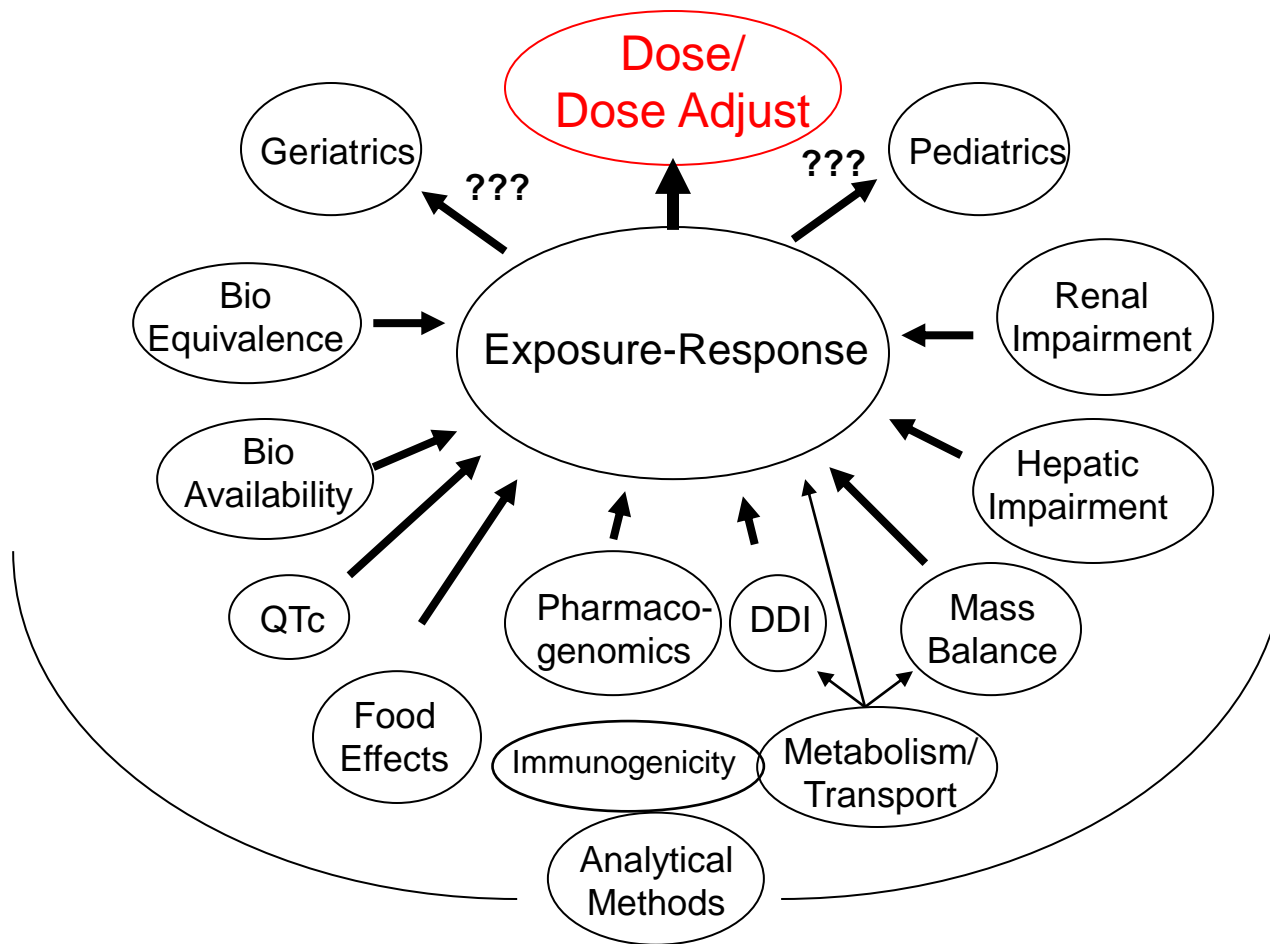 Dose/
Dose Adjust
Geriatrics
???
???
Pediatrics
Bio
Equivalence
Exposure-Response
Renal
Impairment
Bio
Availability
Hepatic
Impairment
QTc
Pharmaco-
genomics
DDI
Mass
Balance
Food
Effects
Immunogenicity
Metabolism/
Transport
Analytical
Methods